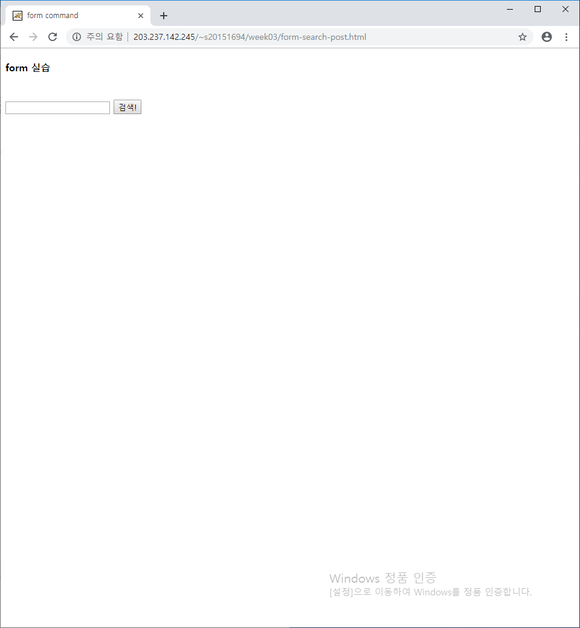 form command
주의 요함 | 203.237.142.245/~s20151694/week03/form-search-post.html
form 실습
검색!
Windows 정품 인증
[설정]으로 이동하여 Windows를 정품 인증합니다.